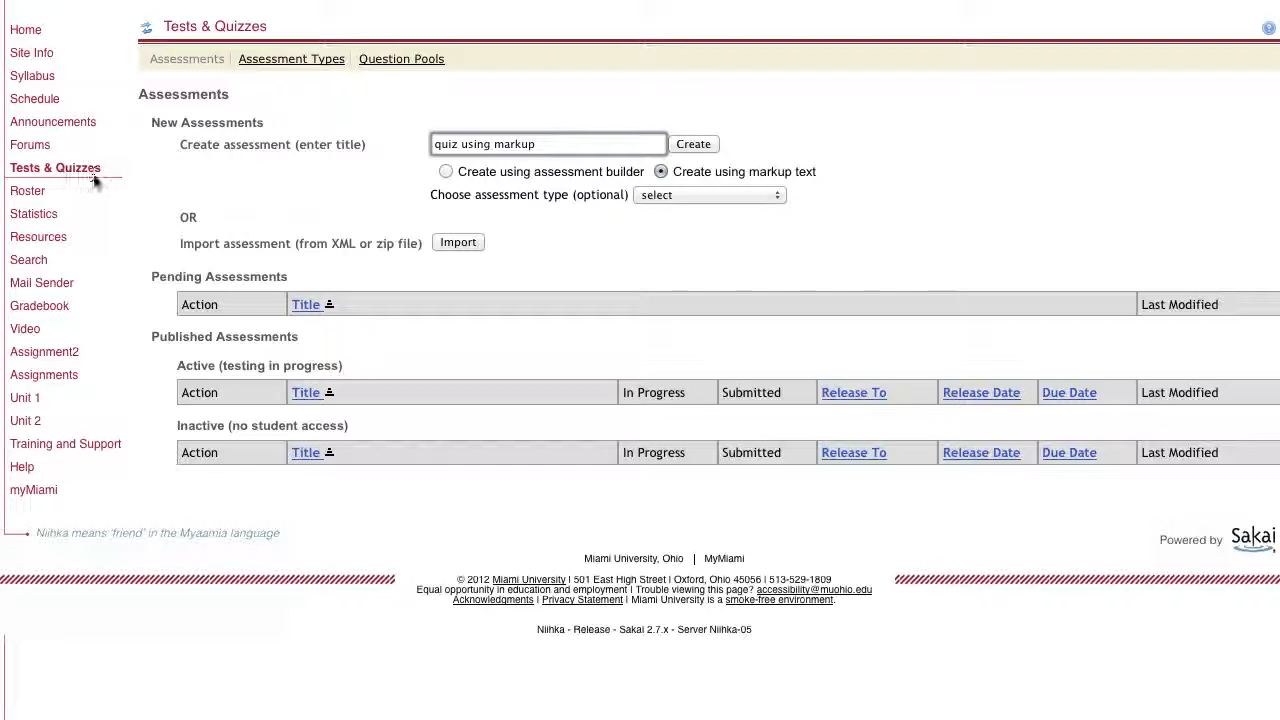 Home
Site Info
Syllabus
Schedule
Announcements
Forums
Tests & Quizzes
Roster
Statistics
Resources
Search
Mail Sender
Gradebook
Video
Assignment2
Assignments
Unit 1
Unit 2
Training and Support
Help
myMiami
Tests & Quizzes
Assessments | Assessment Types | Question Pools
Assessments
New Assessments
Create assessment (enter title) quiz using markup Create
Create using assessment builder Create using markup text
Choose assessment type (optional) select
OR
Import assessment (from XML or zip file) Import
Pending Assessments
Action Title Last Modified
Published Assessments
Active (testing in progress)
Action Title In Progress Submitted Release To Release Date Due Date Last Modified
Inactive (no student access)
Action Title In Progress Submitted Release To Release Date Due Date Last Modified
Niihka means 'friend' in the Myaamia language
Powered by Sakai
Miami University, Ohio | MyMiami
© 2012 Miami University | 501 East High Street | Oxford, Ohio 45056 | 513-529-1809
Equal opportunity in education and employment | Trouble viewing this page? accessibility@muohio.edu
Acknowledgments | Privacy Statement | Miami University is a smoke-free environment.
Niihka - Release - Sakai 2.7.x - Server Niihka-05